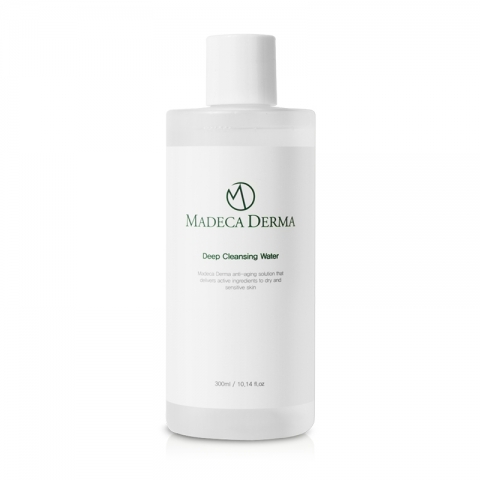 MADECA DERMA
Deep Cleansing Water
Madeca Derma anti-aging solution that
delivers active ingredients to dry and
sensitive skin
300ml / 10.14 fl.oz